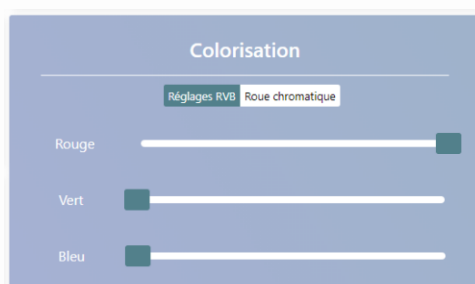 Colorisation
Réglages RVB Roue chromatique
Rouge
Vert
Bleu